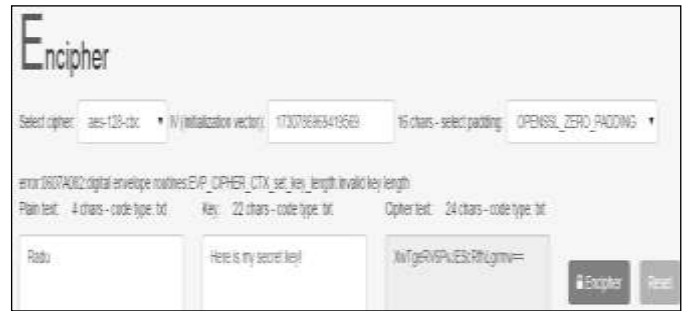 Encipher
Select cipher: aes-128-cbc IV (initialization vector): 16 chars - select padding: OPENSSL_ZERO_PADDING
error:0607A082:digital envelope routines:EVP_CIPHER_CTX_set_key_length:invalid key length
Plain text: 4 chars - code type: txt Key: 22 chars - code type: txt Cipher text: 24 chars - code type: txt
Radu Here is my secret key!
Encipher Reset